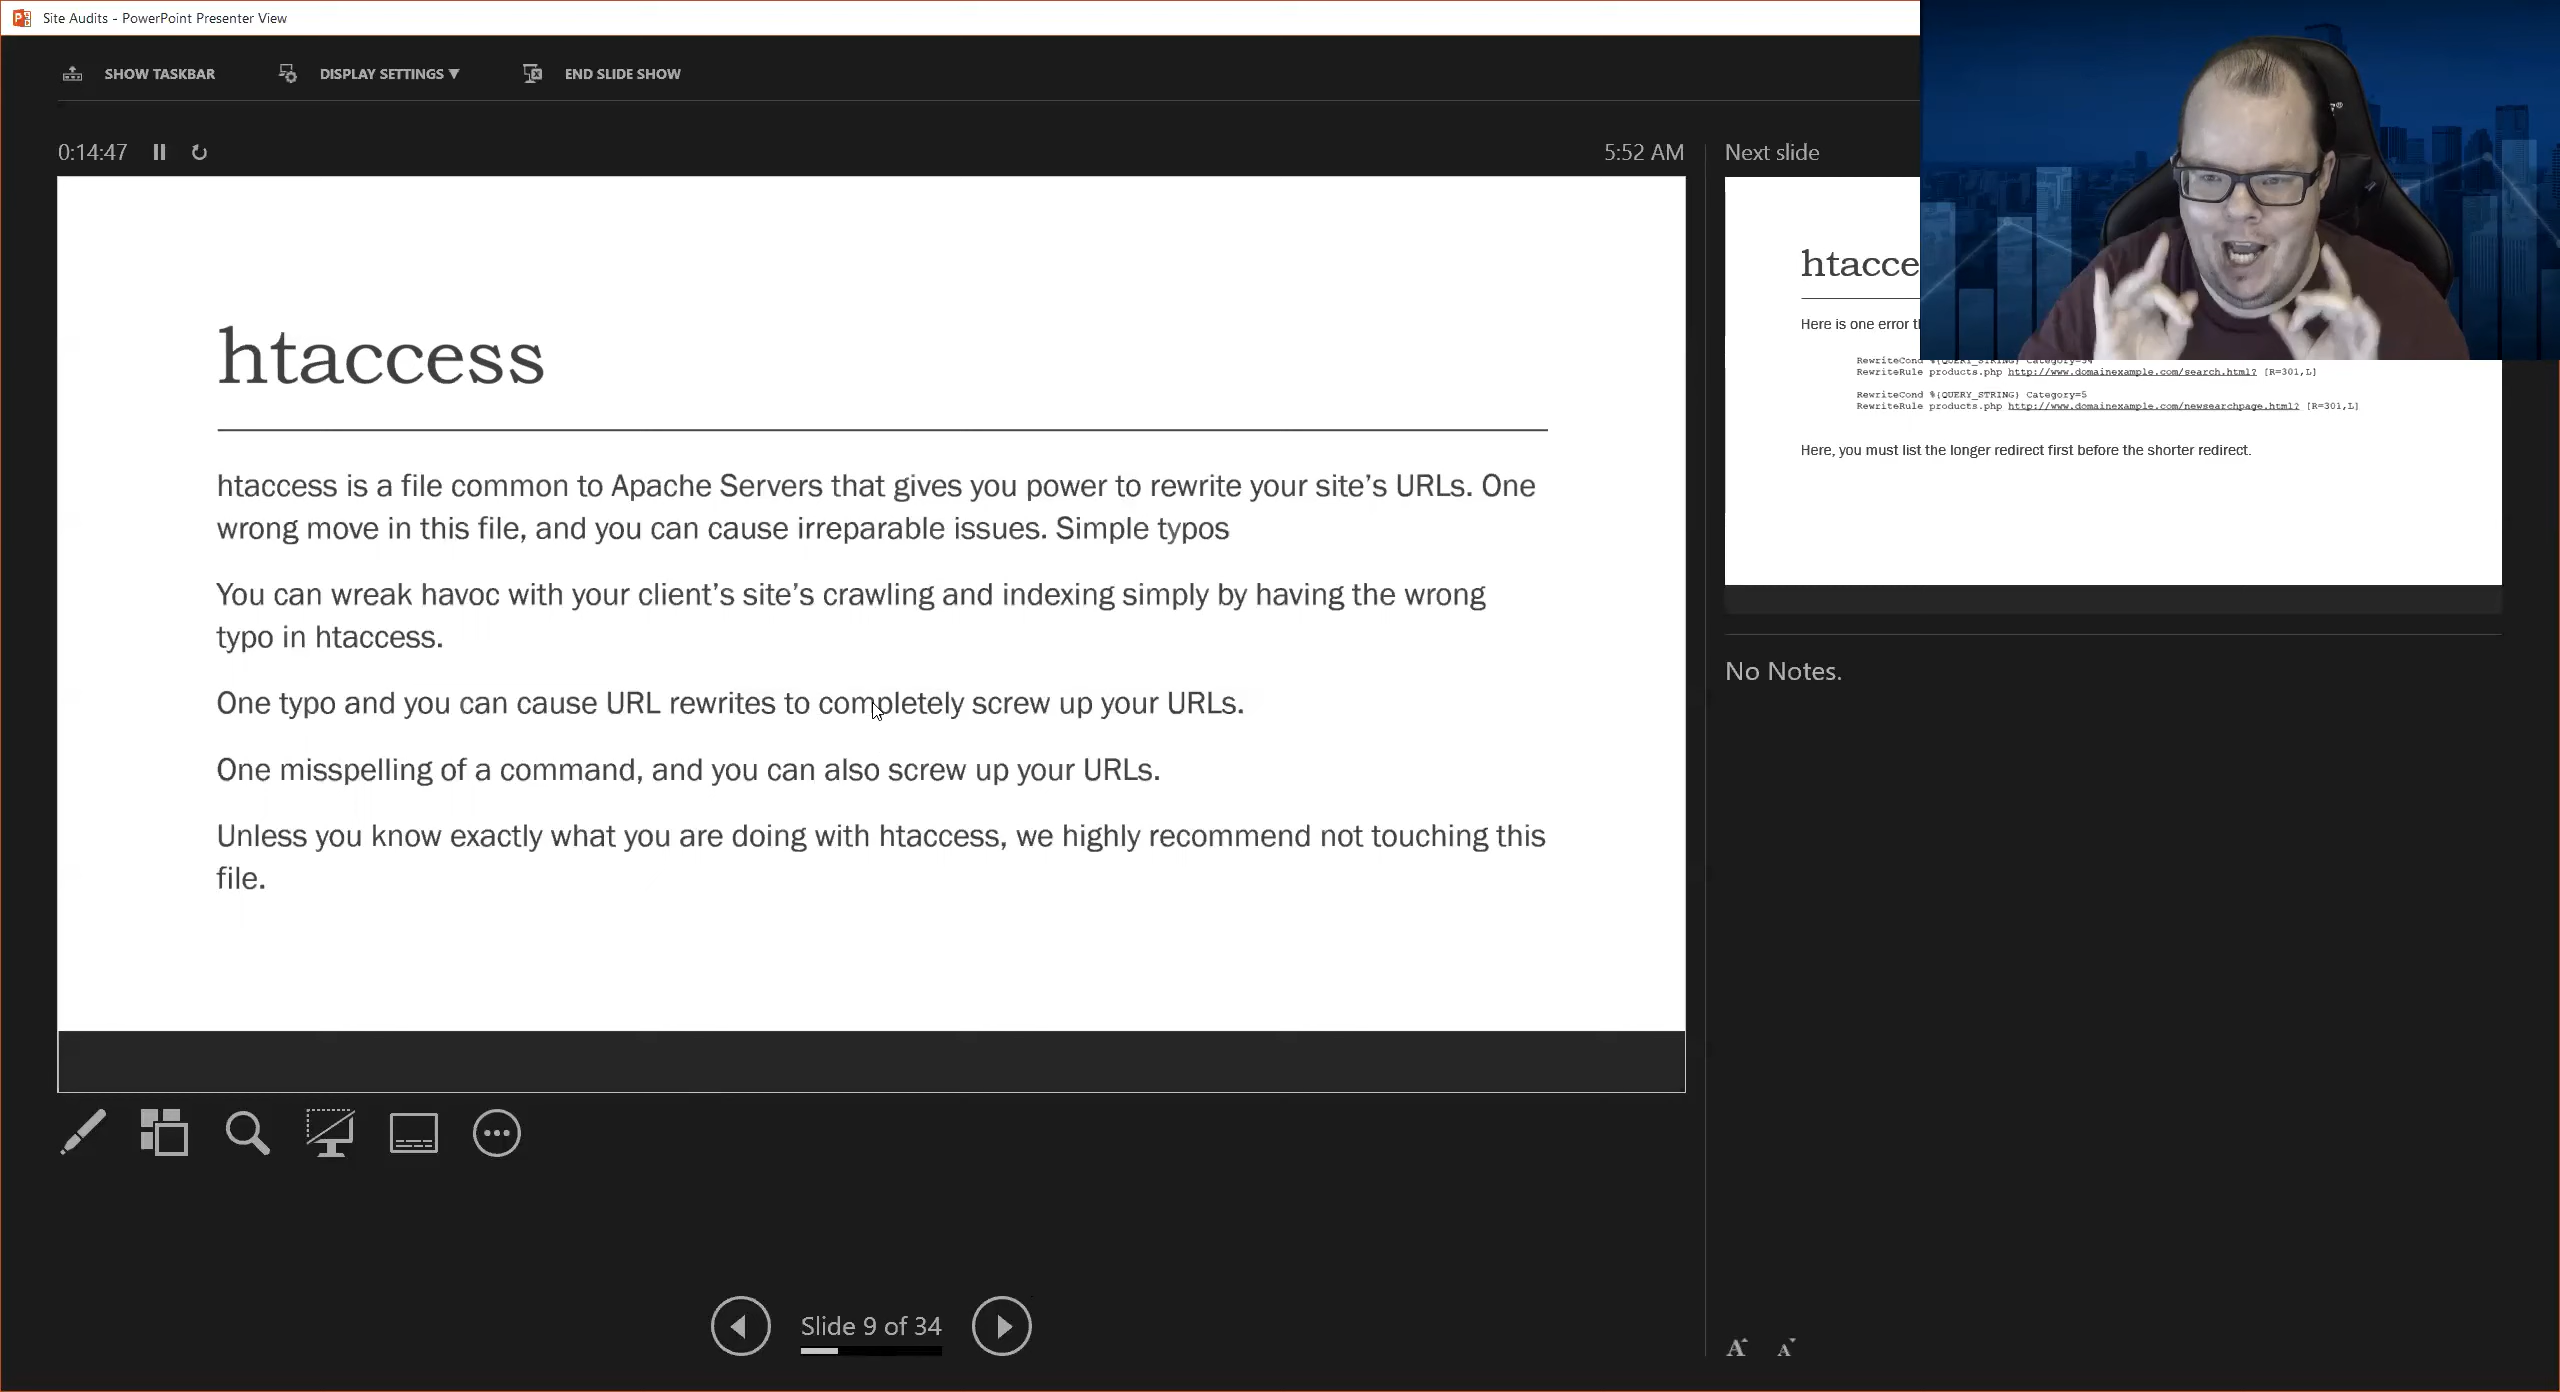 Site Audits - PowerPoint Presenter View
SHOW TASKBAR
DISPLAY SETTINGS ▼
END SLIDE SHOW
0:14:47
5:52 AM
htaccess
htaccess is a file common to Apache Servers that gives you power to rewrite your site’s URLs. One
wrong move in this file, and you can cause irreparable issues. Simple typos
You can wreak havoc with your client’s site’s crawling and indexing simply by having the wrong
typo in htaccess.
One typo and you can cause URL rewrites to completely screw up your URLs.
One misspelling of a command, and you can also screw up your URLs.
Unless you know exactly what you are doing with htaccess, we highly recommend not touching this
file.
Slide 9 of 34
Next slide
htacce
Here is one error
RewriteCond %{QUERY_STRING}
RewriteRule products.php http://www.domainexample.com/search.html? [R=301,L]
RewriteCond %{QUERY_STRING} Category=5
RewriteRule products.php http://www.domainexample.com/newsearchpage.html? [R=301,L]
Here, you must list the longer redirect first before the shorter redirect.
No Notes.
A A